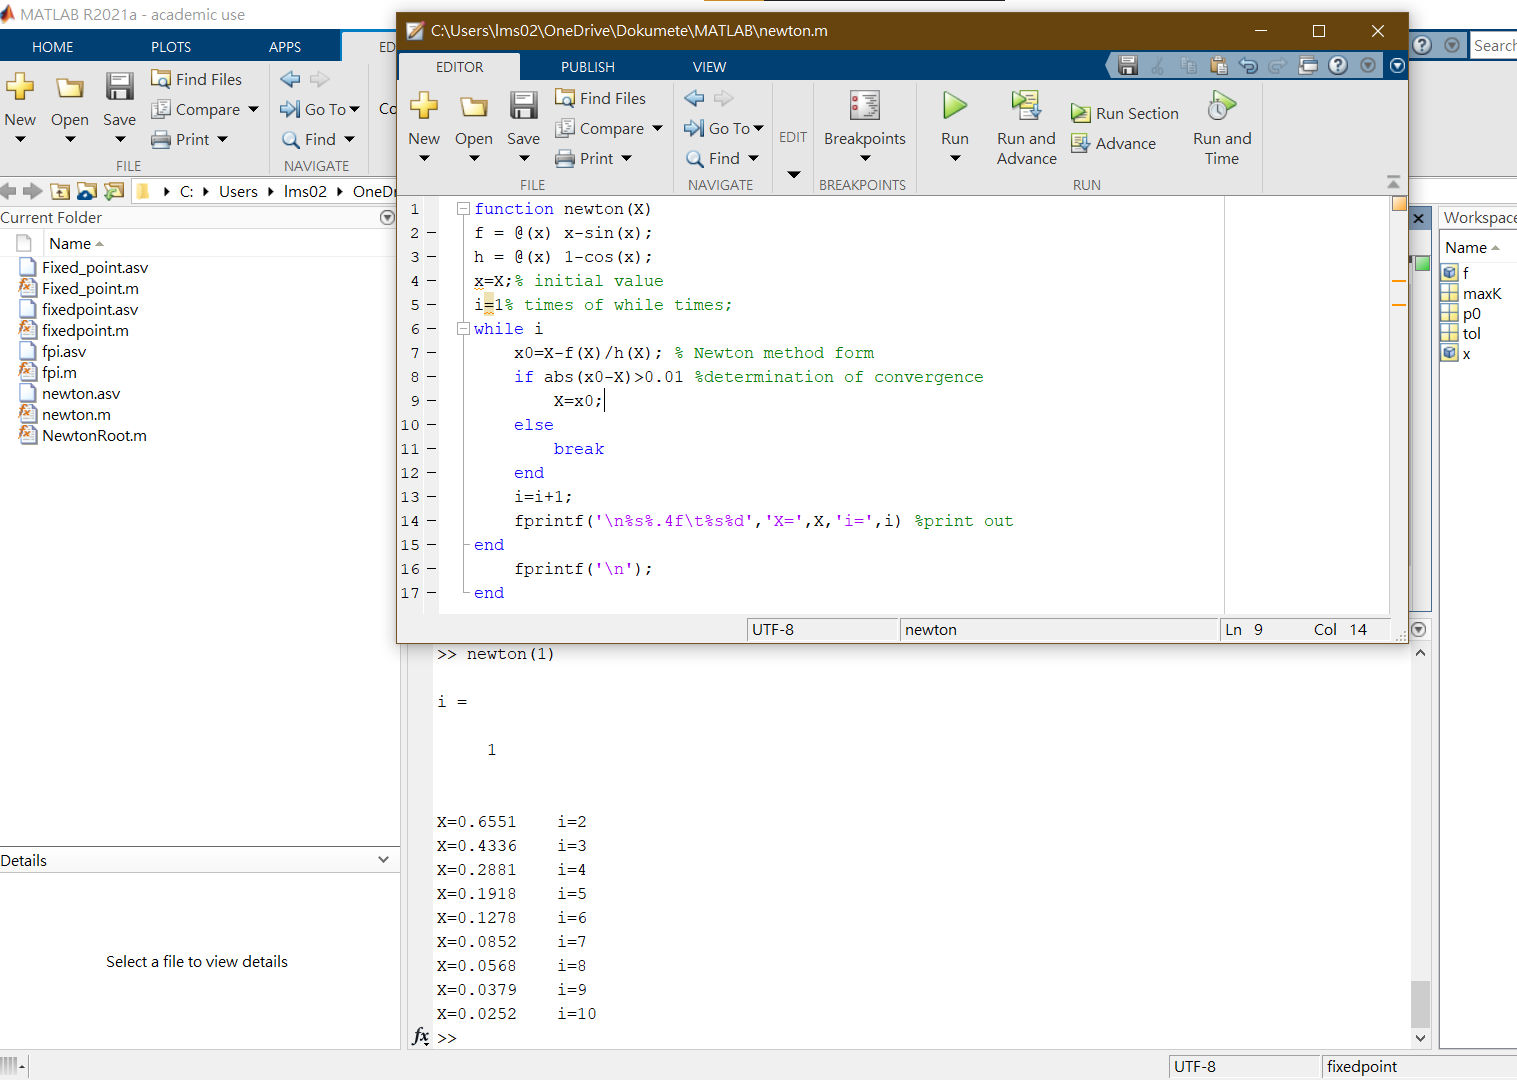 MATLAB R2021a - academic use
HOME
PLOTS
APPS
ED
Search
New
Open
Save
Find Files
Compare
Print
Go To
Find
Co
FILE
NAVIGATE
C:
Users
lms02
OneDr
Current Folder
Name
Fixed_point.asv
Fixed_point.m
fixedpoint.asv
fixedpoint.m
fpi.asv
fpi.m
newton.asv
newton.m
NewtonRoot.m
Details
Select a file to view details
C:\Users\lms02\OneDrive\Dokumete\MATLAB\newton.m
EDITOR
PUBLISH
VIEW
New
Open
Save
Find Files
Compare
Print
Go To
Find
EDIT
Breakpoints
Run
Run and Advance
Run Section
Advance
Run and Time
FILE
NAVIGATE
BREAKPOINTS
RUN
1 function newton(X)
2 f = @(x) x-sin(x);
3 h = @(x) 1-cos(x);
4 x=X;% initial value
5 i=1% times of while times;
6 while i
7 x0=X-f(X)/h(X); % Newton method form
8 if abs(x0-X)>0.01 %determination of convergence
9 X=x0;
10 else
11 break
12 end
13 i=i+1;
14 fprintf('\n%s%.4f\t%s%d','X=',X,'i=',i) %print out
15 end
16 fprintf('\n');
17 end
UTF-8
newton
Ln 9
Col 14
>> newton(1)
i =
1
X=0.6551 i=2
X=0.4336 i=3
X=0.2881 i=4
X=0.1918 i=5
X=0.1278 i=6
X=0.0852 i=7
X=0.0568 i=8
X=0.0379 i=9
X=0.0252 i=10
fx >>
Workspace
Name
f
maxK
p0
tol
x
UTF-8
fixedpoint